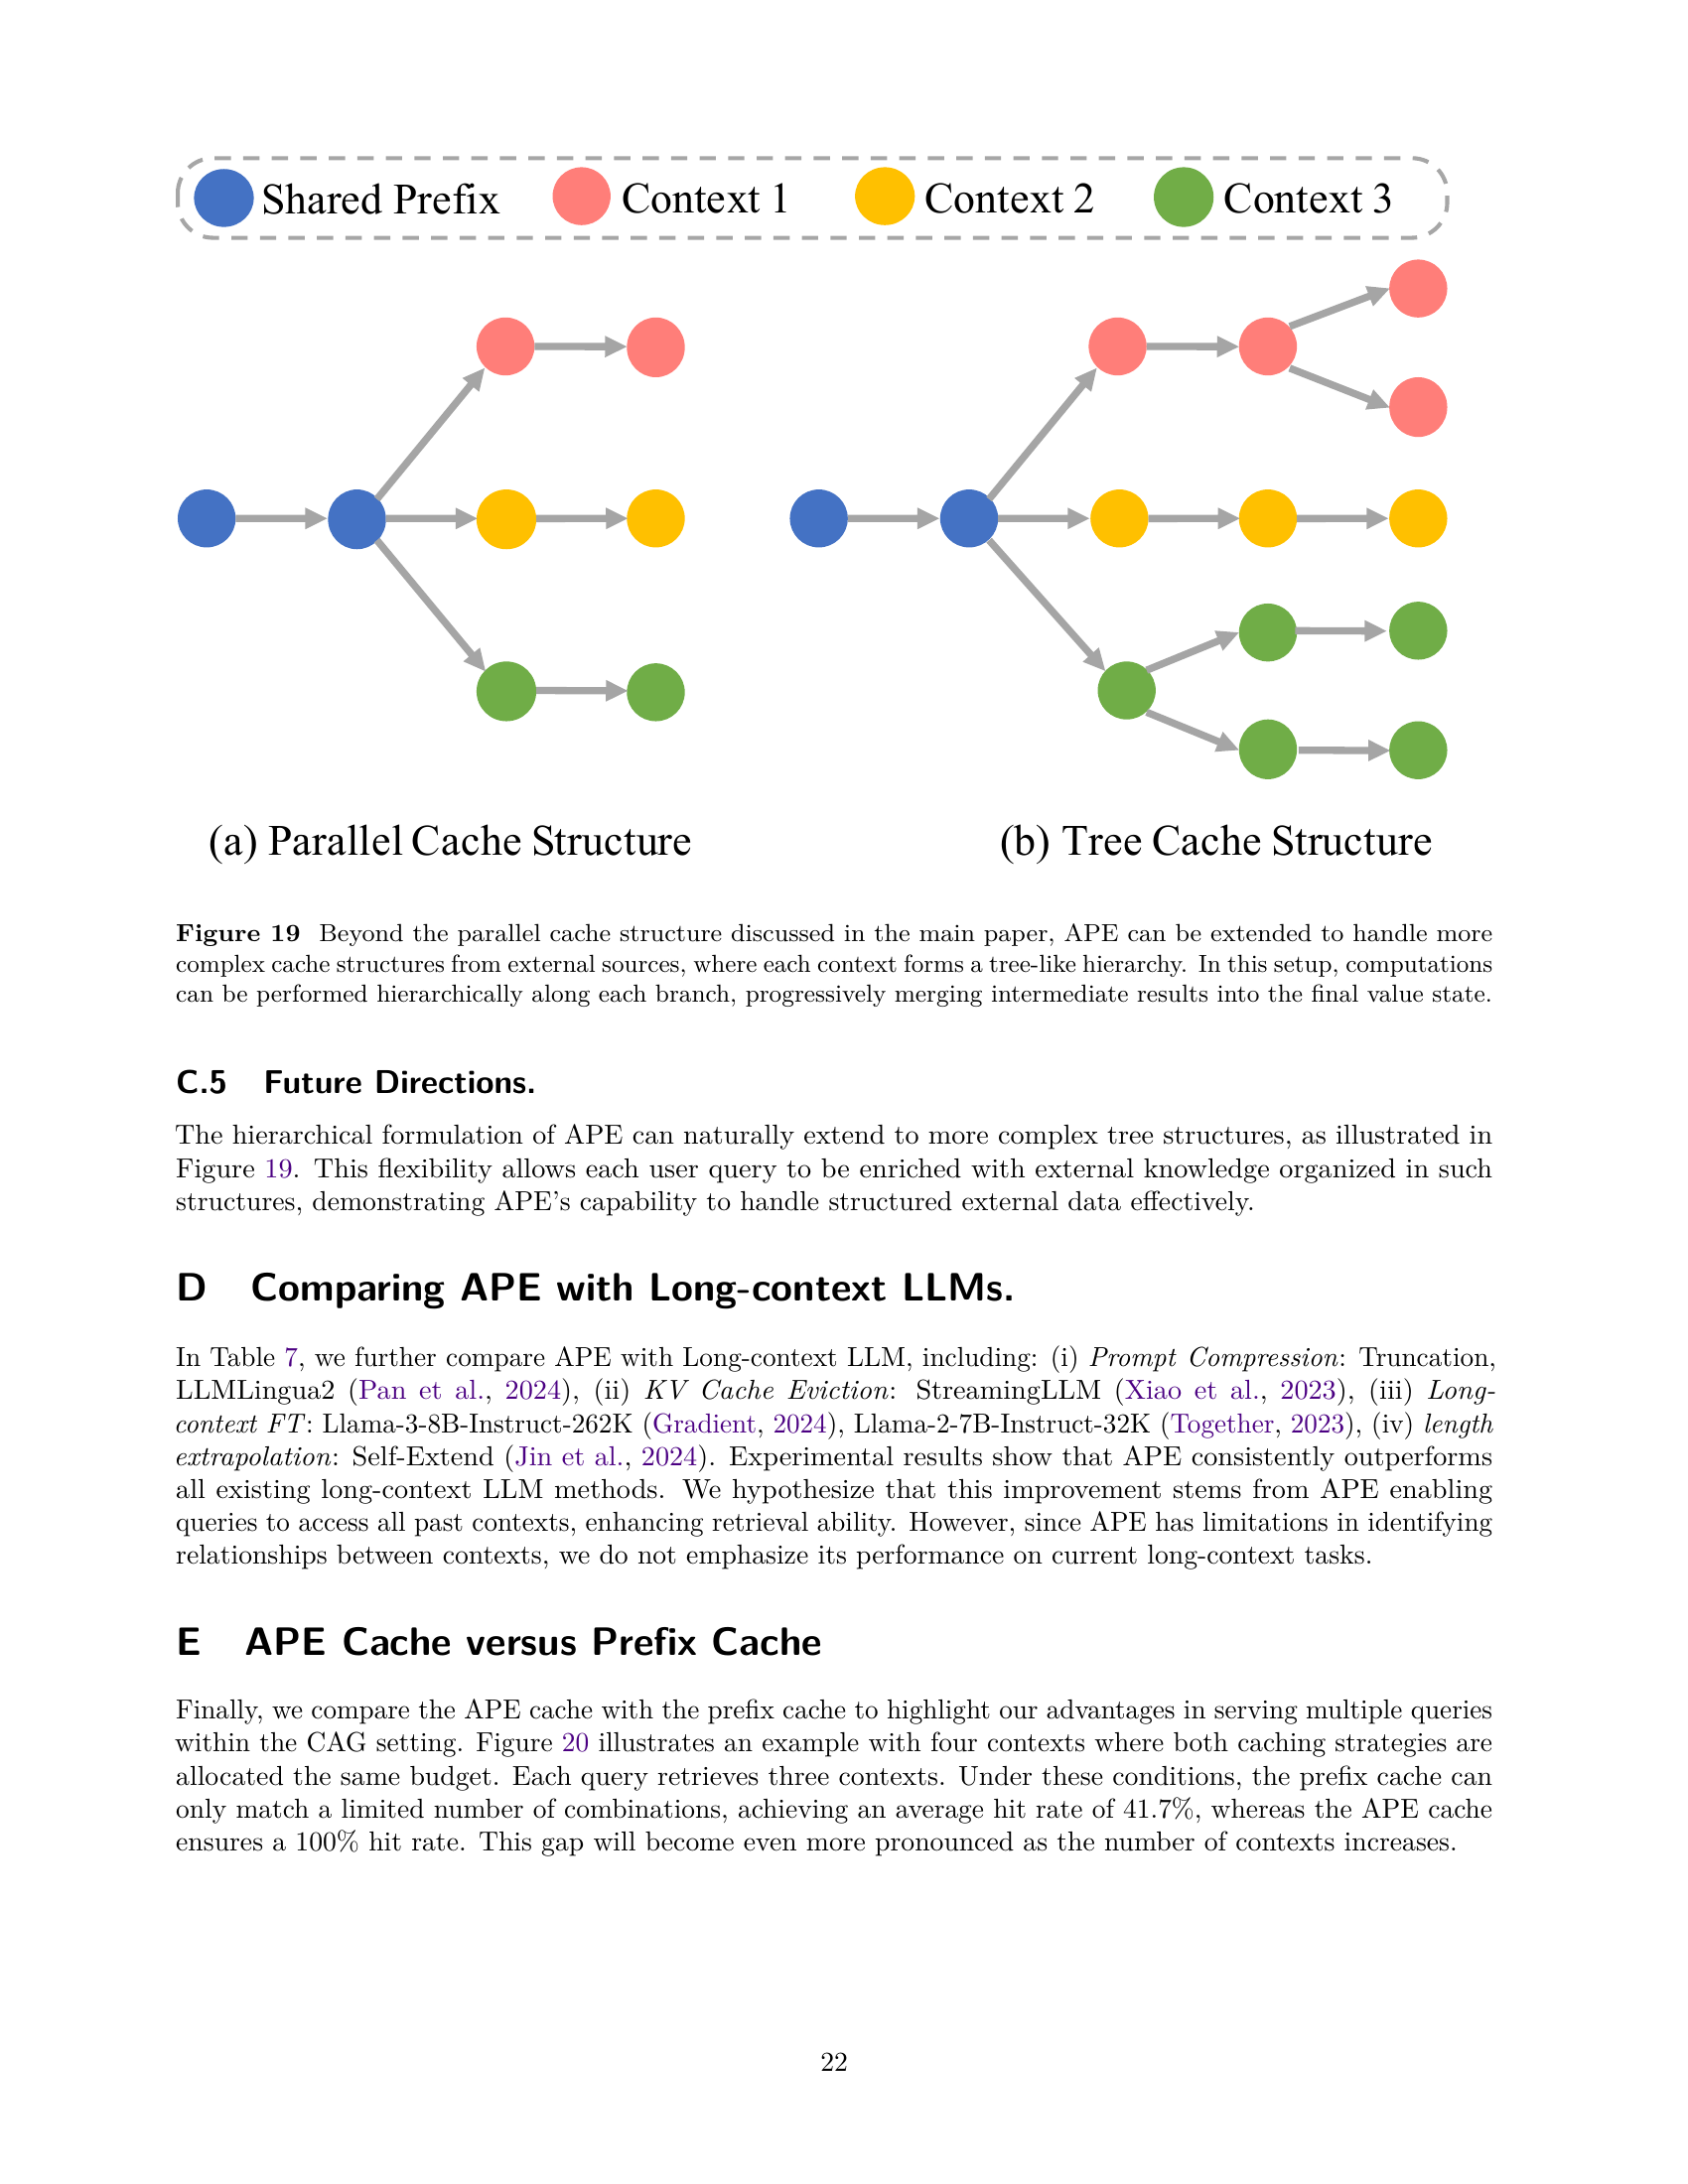 Shared Prefix Context 1 Context 2 Context 3
(a) Parallel Cache Structure
(b) Tree Cache Structure
Figure 19 Beyond the parallel cache structure discussed in the main paper, APE can be extended to handle more
complex cache structures from external sources, where each context forms a tree-like hierarchy. In this setup, computations
can be performed hierarchically along each branch, progressively merging intermediate results into the final value state.
C.5 Future Directions.
The hierarchical formulation of APE can naturally extend to more complex tree structures, as illustrated in
Figure 19. This flexibility allows each user query to be enriched with external knowledge organized in such
structures, demonstrating APE's capability to handle structured external data effectively.
D Comparing APE with Long-context LLMs.
In Table 7, we further compare APE with Long-context LLM, including: (i) Prompt Compression: Truncation,
LLMLingua2 (Pan et al., 2024), (ii) KV Cache Eviction: StreamingLLM (Xiao et al., 2023), (iii) Long-
context FT: Llama-3-8B-Instruct-262K (Gradient, 2024), Llama-2-7B-Instruct-32K (Together, 2023), (iv) length
extrapolation: Self-Extend (Jin et al., 2024). Experimental results show that APE consistently outperforms
all existing long-context LLM methods. We hypothesize that this improvement stems from APE enabling
queries to access all past contexts, enhancing retrieval ability. However, since APE has limitations in identifying
relationships between contexts, we do not emphasize its performance on current long-context tasks.
E APE Cache versus Prefix Cache
Finally, we compare the APE cache with the prefix cache to highlight our advantages in serving multiple queries
within the CAG setting. Figure 20 illustrates an example with four contexts where both caching strategies are
allocated the same budget. Each query retrieves three contexts. Under these conditions, the prefix cache can
only match a limited number of combinations, achieving an average hit rate of 41.7%, whereas the APE cache
ensures a 100% hit rate. This gap will become even more pronounced as the number of contexts increases.
22